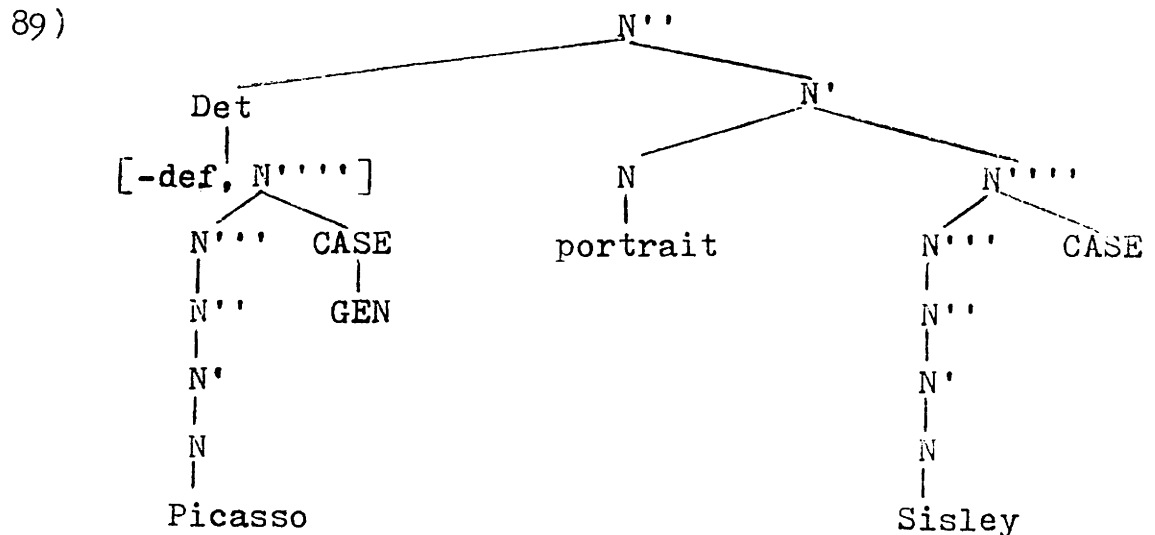 89) N''
Det N'
[-def, N''''] N N''''
N''' CASE portrait N''' CASE
N'' GEN N''
N' N'
N N
Picasso Sisley